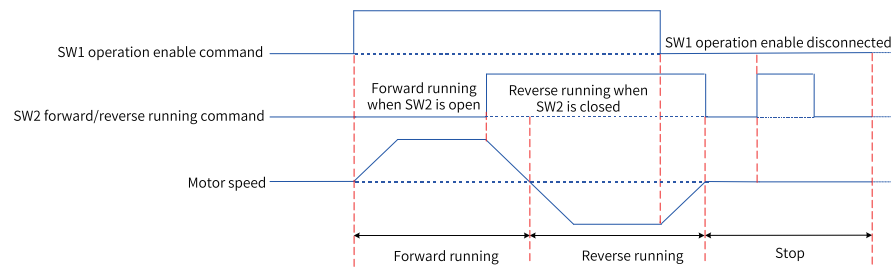 SW1 operation enable command
SW1 operation enable disconnected
Forward running
when SW2 is open
Reverse running when
SW2 is closed
SW2 forward/reverse running command
Motor speed
Forward running
Reverse running
Stop